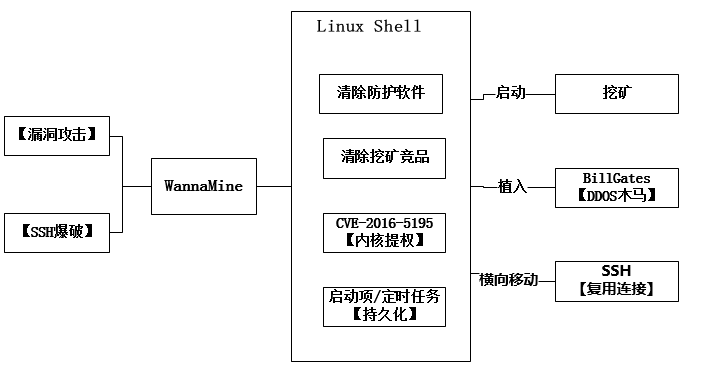 Linux Shell
清除防护软件
启动
挖矿
【漏洞攻击】
清除挖矿竞品
WannaMine
植入
BillGates
【DDOS木马】
【SSH爆破】
CVE-2016-5195
【内核提权】
横向移动
SSH
【复用连接】
启动项/定时任务
【持久化】